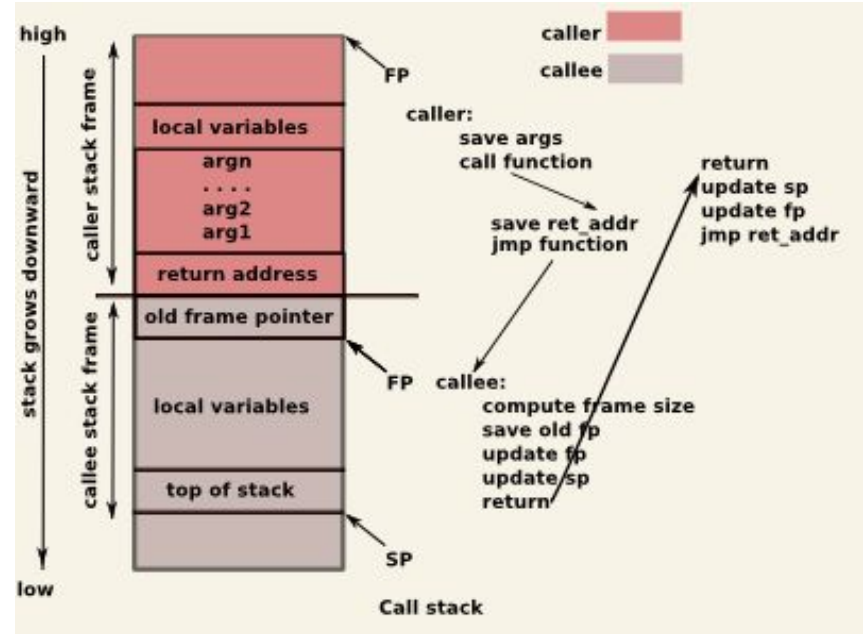 high
caller
callee
FP
caller stack frame
local variables
argn
. . . .
arg2
arg1
return address
caller:
save args
call function
save ret_addr
jmp function
return
update sp
update fp
jmp ret_addr
stack grows downward
old frame pointer
FP
callee stack frame
local variables
top of stack
callee:
compute frame size
save old fp
update fp
update sp
return
SP
low
Call stack